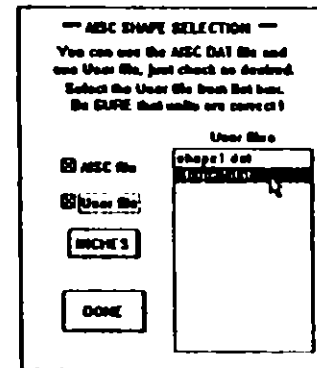 AISC SHAPE SELECTION
You can use the AISC DAT file and
one User file, just check as desired.
Select the User file from list box.
Be SURE that units are correct!
User files
shape1 dat
AISC file
User file
INCHES
DONE